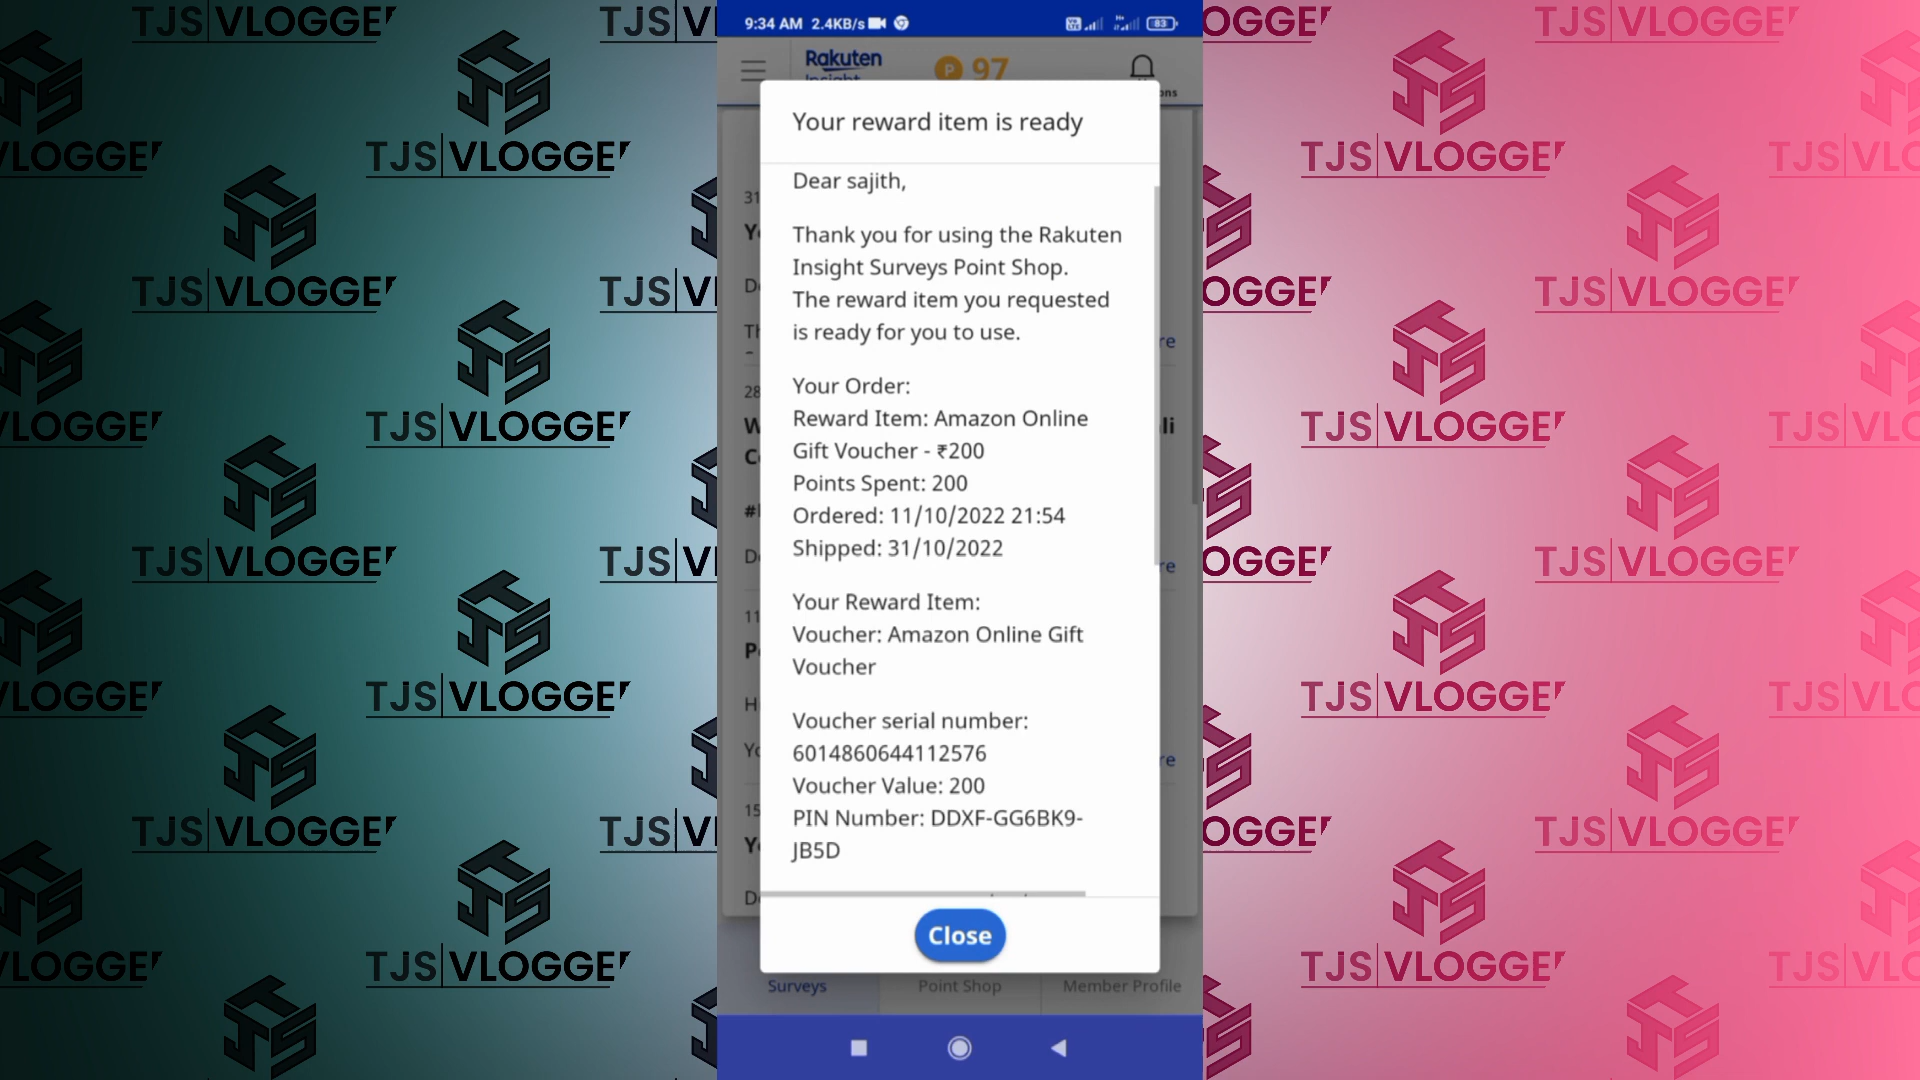 9:34 AM 2.4KB/s
83
Rakuten
Insight
97
Your reward item is ready
Dear sajith,
Thank you for using the Rakuten
Insight Surveys Point Shop.
The reward item you requested
is ready for you to use.
Your Order:
Reward Item: Amazon Online
Gift Voucher - ₹200
Points Spent: 200
Ordered: 11/10/2022 21:54
Shipped: 31/10/2022
Your Reward Item:
Voucher: Amazon Online Gift
Voucher
Voucher serial number:
6014860644112576
Voucher Value: 200
PIN Number: DDXF-GG6BK9-
JB5D
Close
Surveys
Point Shop
Member Profile
TJS|VLOGGER